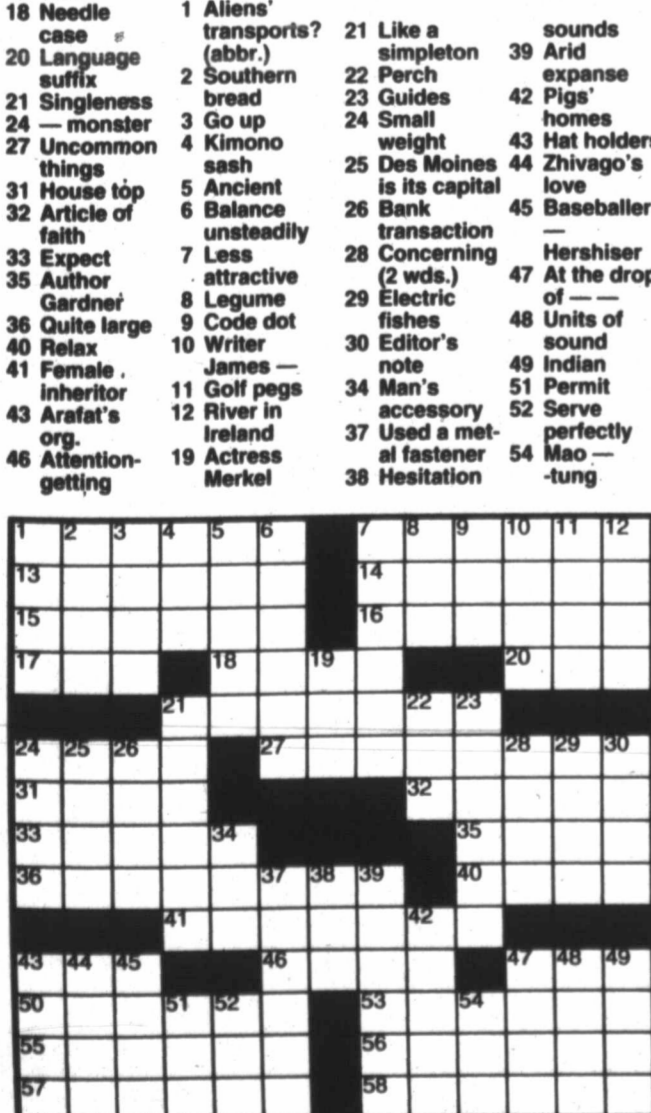 18 Needle
case
20 Language
suffix
21 Singleness
24 — monster
27 Uncommon
things
31 House top
32 Article of
faith
33 Expect
35 Author
Gardner
36 Quite large
40 Relax
41 Female
inheritor
43 Arafat's
org.
46 Attention-
getting
1 Aliens'
transports?
(abbr.)
2 Southern
bread
3 Go up
4 Kimono
sash
5 Ancient
6 Balance
unsteadily
7 Less
attractive
8 Legume
9 Code dot
10 Writer
James —
11 Golf pegs
12 River in
Ireland
19 Actress
Merkel
21 Like a
simpleton
22 Perch
23 Guides
24 Small
weight
25 Des Moines
is its capital
26 Bank
transaction
28 Concerning
(2 wds.)
29 Electric
fishes
30 Editor's
note
34 Man's
accessory
37 Used a met-
al fastener
38 Hesitation
sounds
39 Arid
expanse
42 Pigs'
homes
43 Hat holders
44 Zhivago's
love
45 Baseballer
—
Hershiser
47 At the drop
of — —
48 Units of
sound
49 Indian
51 Permit
52 Serve
perfectly
54 Mao —
-tung
1 2 3 4 5 6 7 8 9 10 11 12
13 14
15 16
17 18 19 20
21 22 23
24 25 26 27 28 29 30
31 32
33 34 35
36 37 38 39 40
41 42
43 44 45 46 47 48 49
50 51 52 53 54
55 56
57 58